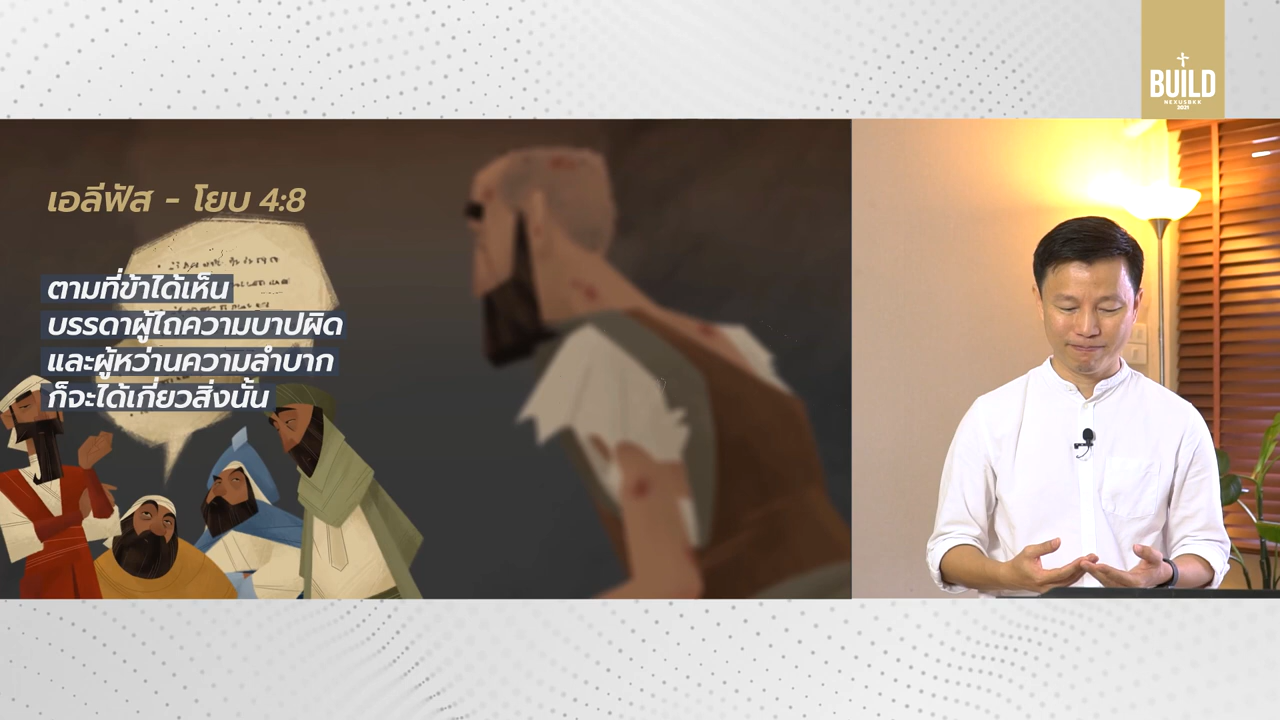 BUILD
NEXUSBKK
2021
เอลีฟัส - โยบ 4:8
ตามที่ข้าได้เห็น
บรรดาผู้ไถความบาปผิด
และผู้หว่านความลำบาก
ก็จะได้เกี่ยวสิ่งนั้น